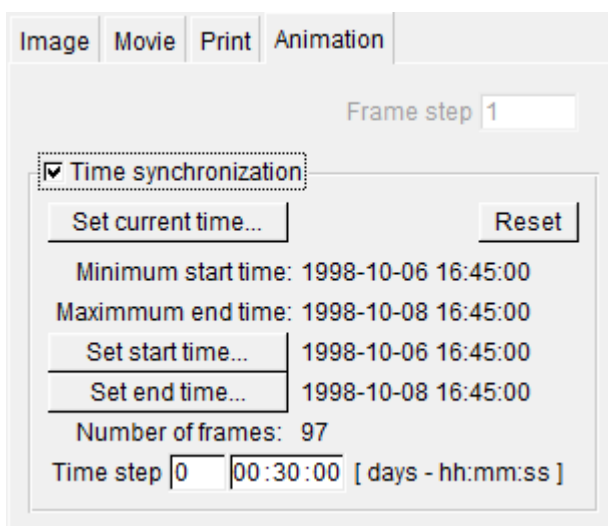 Image Movie Print Animation
Frame step 1
Time synchronization
Set current time... Reset
Minimum start time: 1998-10-06 16:45:00
Maximmum end time: 1998-10-08 16:45:00
Set start time... 1998-10-06 16:45:00
Set end time... 1998-10-08 16:45:00
Number of frames: 97
Time step 0 00:30:00 [ days - hh:mm:ss ]